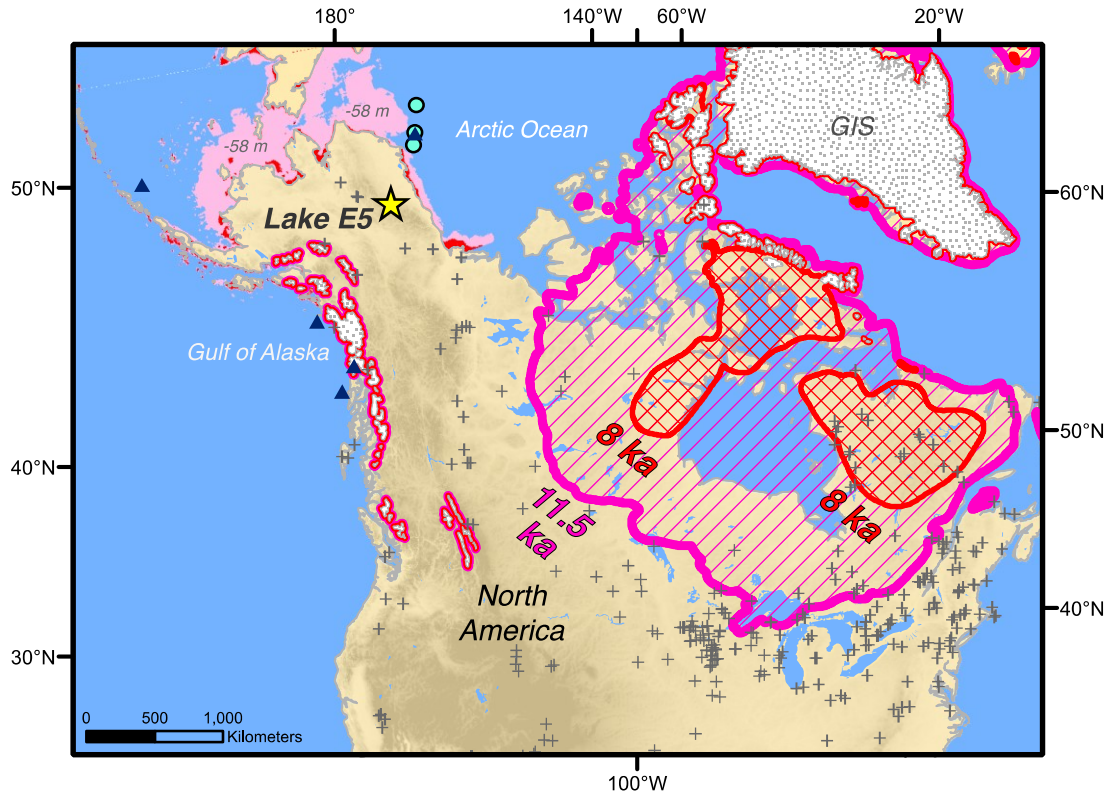 180° 140°W 60°W 20°W
-58 m
-58 m
Arctic Ocean
GIS
50°N
60°N
Lake E5
Gulf of Alaska
8 ka
50°N
40°N
11.5
ka
8 ka
North
America
40°N
30°N
0 500 1,000
Kilometers
100°W